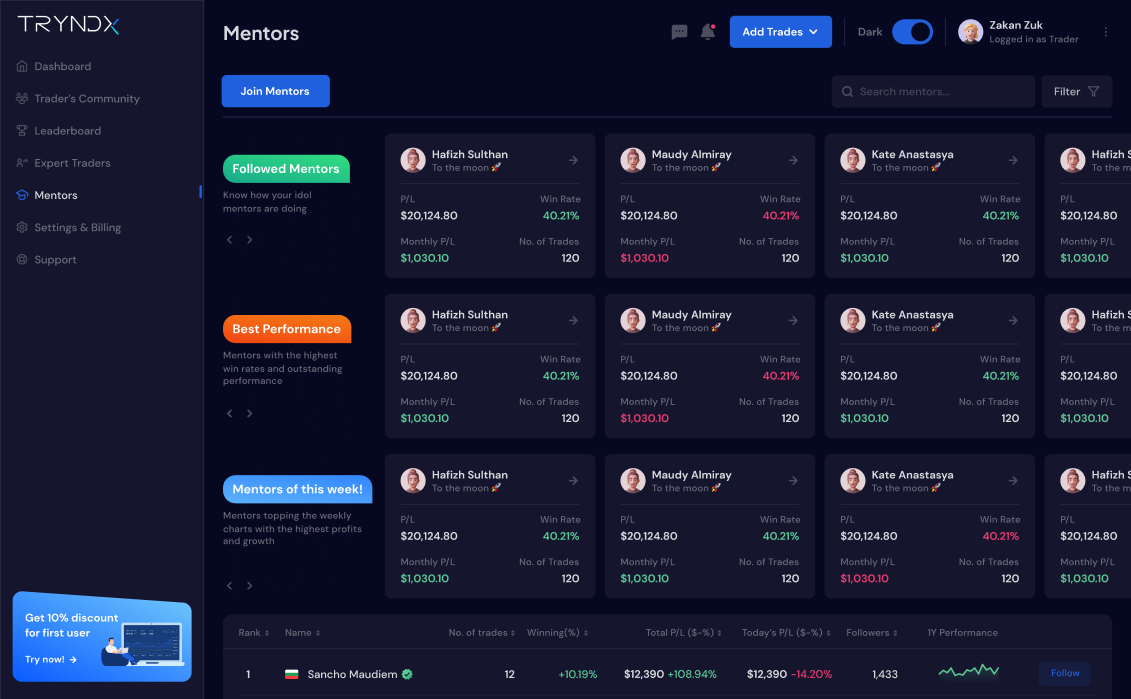 TRYNDX
Dashboard
Trader's Community
Leaderboard
Expert Traders
Mentors
Settings & Billing
Support
Get 10% discount
for first user
Try now!
Mentors
Add Trades
Dark
Zakan Zuk
Logged in as Trader
Join Mentors
Search mentors...
Filter
Followed Mentors
Know how your idol
mentors are doing
Hafizh Sulthan
To the moon 🚀
P/L Win Rate
$20,124.80 40.21%
Monthly P/L No. of Trades
$1,030.10 120
Maudy Almiray
To the moon 🚀
P/L Win Rate
$20,124.80 40.21%
Monthly P/L No. of Trades
$1,030.10 120
Kate Anastasya
To the moon 🚀
P/L Win Rate
$20,124.80 40.21%
Monthly P/L No. of Trades
$1,030.10 120
Hafizh S
To the m
P/L
$20,124.80
Monthly P/L
$1,030.10
Best Performance
Mentors with the highest
win rates and outstanding
performance
Hafizh Sulthan
To the moon 🚀
P/L Win Rate
$20,124.80 40.21%
Monthly P/L No. of Trades
$1,030.10 120
Maudy Almiray
To the moon 🚀
P/L Win Rate
$20,124.80 40.21%
Monthly P/L No. of Trades
$1,030.10 120
Kate Anastasya
To the moon 🚀
P/L Win Rate
$20,124.80 40.21%
Monthly P/L No. of Trades
$1,030.10 120
Hafizh S
To the m
P/L
$20,124.80
Monthly P/L
$1,030.10
Mentors of this week!
Mentors topping the weekly
charts with the highest profits
and growth
Hafizh Sulthan
To the moon 🚀
P/L Win Rate
$20,124.80 40.21%
Monthly P/L No. of Trades
$1,030.10 120
Maudy Almiray
To the moon 🚀
P/L Win Rate
$20,124.80 40.21%
Monthly P/L No. of Trades
$1,030.10 120
Kate Anastasya
To the moon 🚀
P/L Win Rate
$20,124.80 40.21%
Monthly P/L No. of Trades
$1,030.10 120
Hafizh S
To the m
P/L
$20,124.80
Monthly P/L
$1,030.10
Rank Name No. of trades Winning(%) Total P/L ($-%) Today's P/L ($-%) Followers 1Y Performance
1 Sancho Maudiem 12 +10.19% $12,390 +108.94% $12,390 -14.20% 1,433 Follow